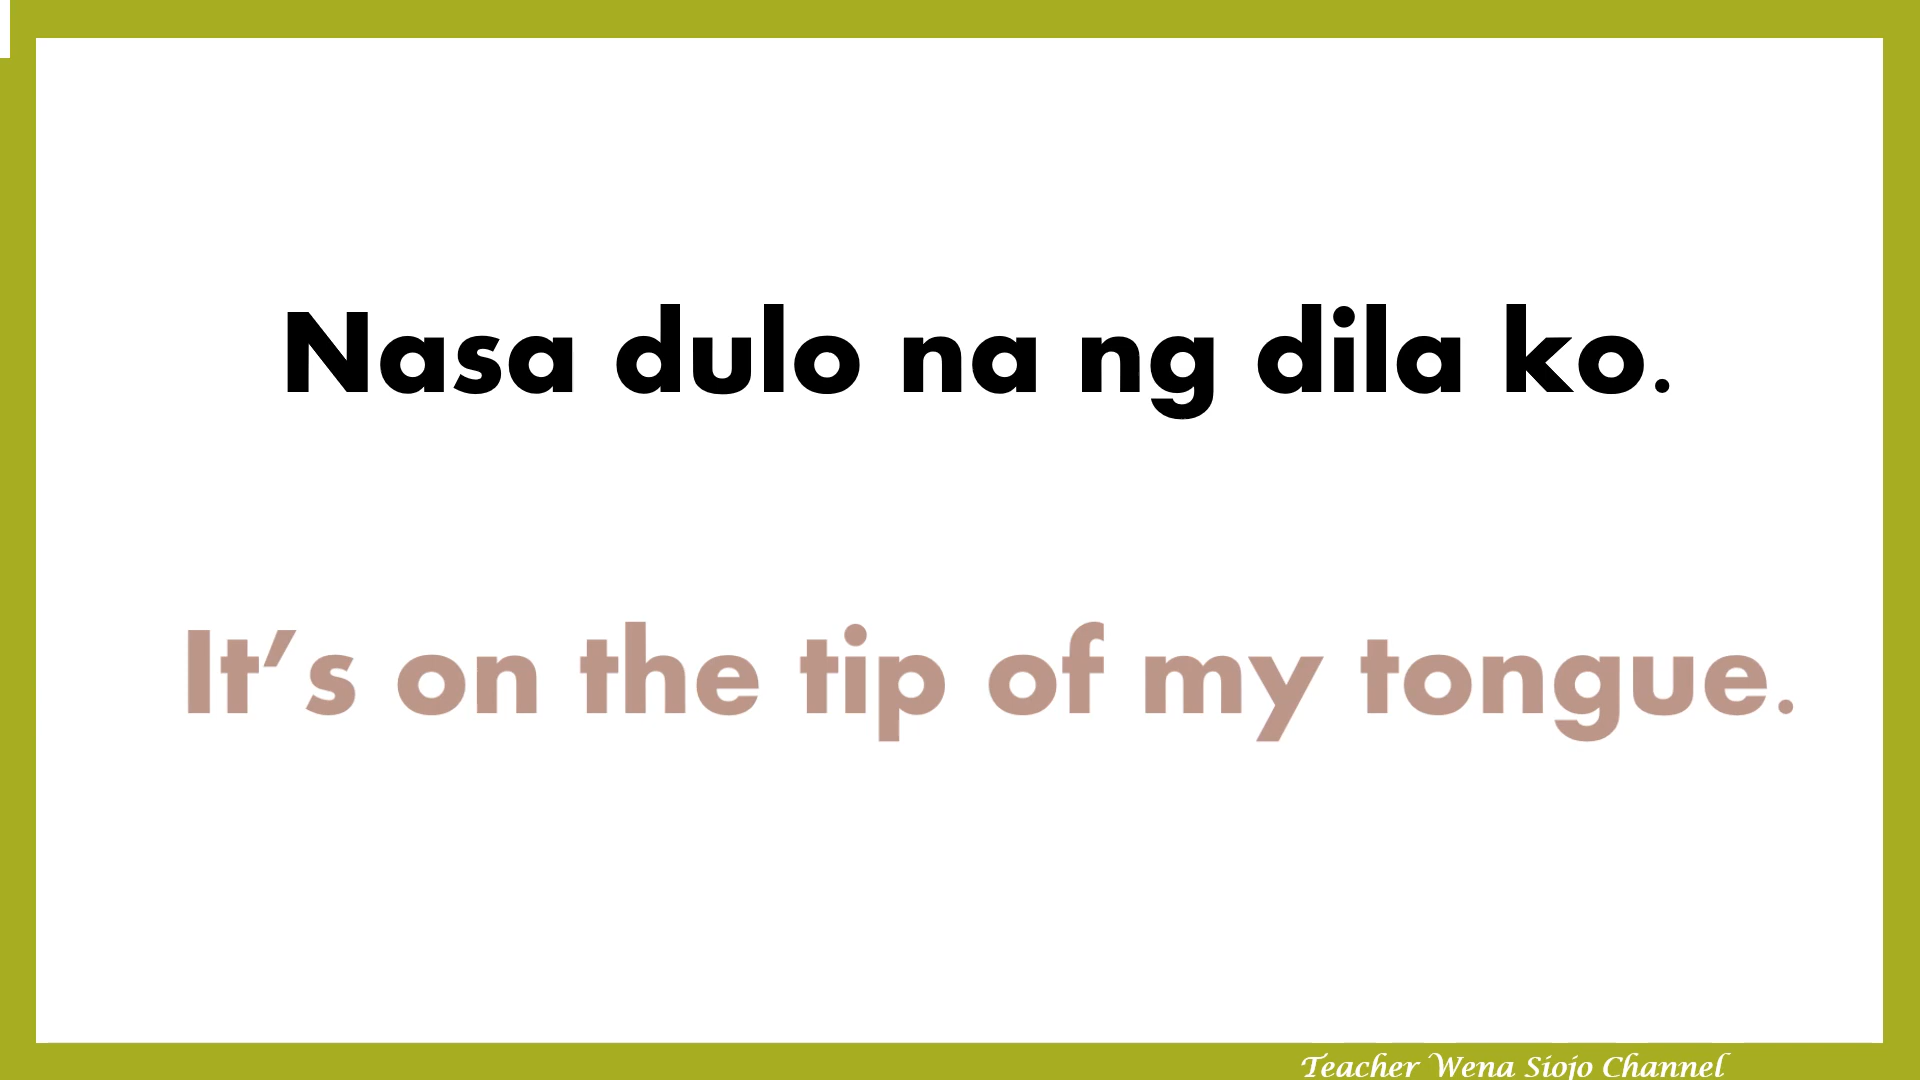 Nasa dulo na ng dila ko.
It’s on the tip of my tongue.
Teacher Wena Siojo Channel